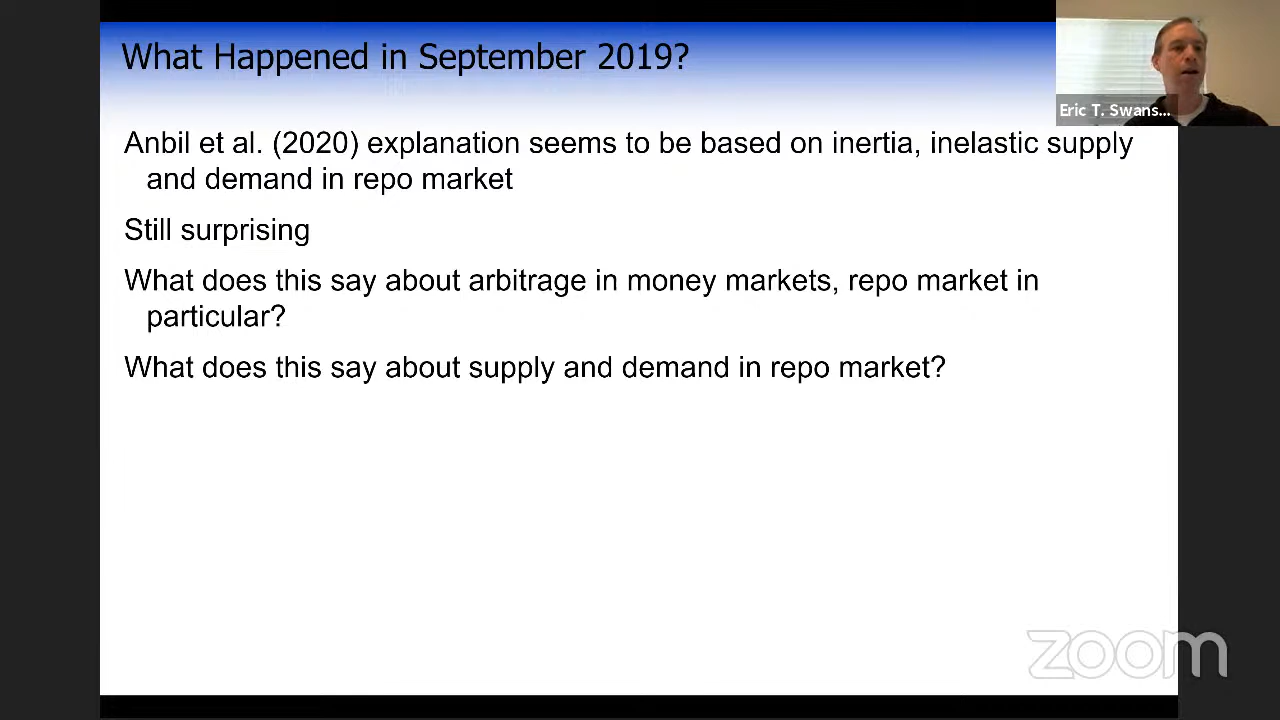 What Happened in September 2019?
Eric T. Swans...
Anbil et al. (2020) explanation seems to be based on inertia, inelastic supply
and demand in repo market
Still surprising
What does this say about arbitrage in money markets, repo market in
particular?
What does this say about supply and demand in repo market?
zoom